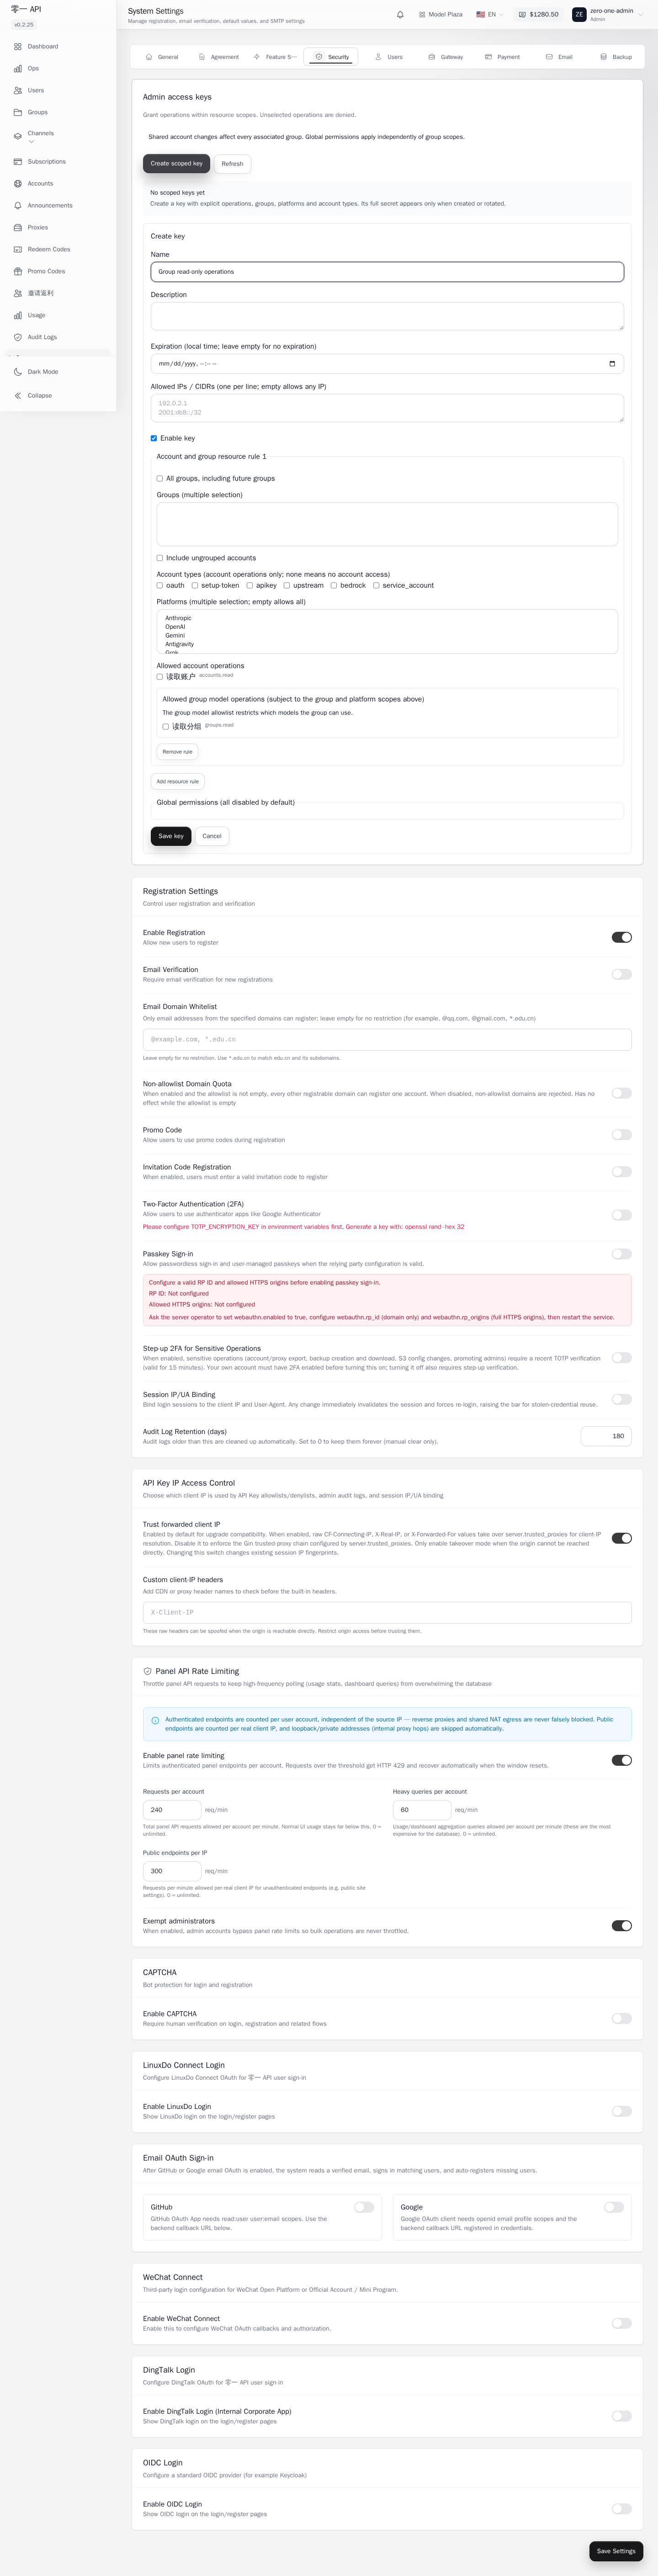 零一 API
v0.2.25
Dashboard
Ops
Users
Groups
Channels
Subscriptions
Accounts
Announcements
Proxies
Redeem Codes
Promo Codes
邀请返利
Usage
Audit Logs
Dark Mode
Collapse
System Settings
Manage registration, email verification, default values, and SMTP settings
Model Plaza
EN
$1280.50
ZE
zero-one-admin
Admin
General
Agreement
Feature S···
Security
Users
Gateway
Payment
Email
Backup
Admin access keys
Grant operations within resource scopes. Unselected operations are denied.
Shared account changes affect every associated group. Global permissions apply independently of group scopes.
Create scoped key
Refresh
No scoped keys yet
Create a key with explicit operations, groups, platforms and account types. Its full secret appears only when created or rotated.
Create key
Name
Group read-only operations
Description
Expiration (local time; leave empty for no expiration)
mm/dd/yyyy, --:-- --
Allowed IPs / CIDRs (one per line; empty allows any IP)
192.0.2.1
2001:db8::/32
Enable key
Account and group resource rule 1
All groups, including future groups
Groups (multiple selection)
Include ungrouped accounts
Account types (account operations only; none means no account access)
oauth setup-token apikey upstream bedrock service_account
Platforms (multiple selection; empty allows all)
Anthropic
OpenAI
Gemini
Antigravity
Grok
Allowed account operations
读取账户 accounts.read
Allowed group model operations (subject to the group and platform scopes above)
The group model allowlist restricts which models the group can use.
读取分组 groups.read
Remove rule
Add resource rule
Global permissions (all disabled by default)
Save key
Cancel
Registration Settings
Control user registration and verification
Enable Registration
Allow new users to register
Email Verification
Require email verification for new registrations
Email Domain Whitelist
Only email addresses from the specified domains can register; leave empty for no restriction (for example, @qq.com, @gmail.com, *.edu.cn)
@example.com, *.edu.cn
Leave empty for no restriction. Use *.edu.cn to match edu.cn and its subdomains.
Non-allowlist Domain Quota
When enabled and the allowlist is not empty, every other registrable domain can register one account. When disabled, non-allowlist domains are rejected. Has no
effect while the allowlist is empty
Promo Code
Allow users to use promo codes during registration
Invitation Code Registration
When enabled, users must enter a valid invitation code to register
Two-Factor Authentication (2FA)
Allow users to use authenticator apps like Google Authenticator
Please configure TOTP_ENCRYPTION_KEY in environment variables first. Generate a key with: openssl rand -hex 32
Passkey Sign-in
Allow passwordless sign-in and user-managed passkeys when the relying party configuration is valid.
Configure a valid RP ID and allowed HTTPS origins before enabling passkey sign-in.
RP ID: Not configured
Allowed HTTPS origins: Not configured
Ask the server operator to set webauthn.enabled to true, configure webauthn.rp_id (domain only) and webauthn.rp_origins (full HTTPS origins), then restart the service.
Step-up 2FA for Sensitive Operations
When enabled, sensitive operations (account/proxy export, backup creation and download, S3 config changes, promoting admins) require a recent TOTP verification
(valid for 15 minutes). Your own account must have 2FA enabled before turning this on; turning it off also requires step-up verification.
Session IP/UA Binding
Bind login sessions to the client IP and User-Agent. Any change immediately invalidates the session and forces re-login, raising the bar for stolen-credential reuse.
Audit Log Retention (days)
Audit logs older than this are cleaned up automatically. Set to 0 to keep them forever (manual clear only).
180
API Key IP Access Control
Choose which client IP is used by API Key allowlists/denylists, admin audit logs, and session IP/UA binding
Trust forwarded client IP
Enabled by default for upgrade compatibility. When enabled, raw CF-Connecting-IP, X-Real-IP, or X-Forwarded-For values take over server.trusted_proxies for client-IP
resolution. Disable it to enforce the Gin trusted proxy chain configured by server.trusted_proxies. Only enable takeover mode when the origin cannot be reached
directly. Changing this switch changes existing session IP fingerprints.
Custom client-IP headers
Add CDN or proxy header names to check before the built-in headers.
X-Client-IP
These raw headers can be spoofed when the origin is reachable directly. Restrict origin access before trusting them.
Panel API Rate Limiting
Throttle panel API requests to keep high-frequency polling (usage stats, dashboard queries) from overwhelming the database
Authenticated endpoints are counted per user account, independent of the source IP — reverse proxies and shared NAT egress are never falsely blocked. Public
endpoints are counted per real client IP, and loopback/private addresses (internal proxy hops) are skipped automatically.
Enable panel rate limiting
Limits authenticated panel endpoints per account. Requests over the threshold get HTTP 429 and recover automatically when the window resets.
Requests per account
240 req/min
Total panel API requests allowed per account per minute. Normal UI usage stays far below this. 0 =
unlimited.
Heavy queries per account
60 req/min
Usage/dashboard aggregation queries allowed per account per minute (these are the most
expensive for the database). 0 = unlimited.
Public endpoints per IP
300 req/min
Requests per minute allowed per real client IP for unauthenticated endpoints (e.g. public site
settings). 0 = unlimited.
Exempt administrators
When enabled, admin accounts bypass panel rate limits so bulk operations are never throttled.
CAPTCHA
Bot protection for login and registration
Enable CAPTCHA
Require human verification on login, registration and related flows
LinuxDo Connect Login
Configure LinuxDo Connect OAuth for 零一 API user sign-in
Enable LinuxDo Login
Show LinuxDo login on the login/register pages
Email OAuth Sign-in
After GitHub or Google email OAuth is enabled, the system reads a verified email, signs in matching users, and auto-registers missing users.
GitHub
GitHub OAuth App needs read:user user:email scopes. Use the
backend callback URL below.
Google
Google OAuth client needs openid email profile scopes and the
backend callback URL registered in credentials.
WeChat Connect
Third-party login configuration for WeChat Open Platform or Official Account / Mini Program.
Enable WeChat Connect
Enable this to configure WeChat OAuth callbacks and authorization.
DingTalk Login
Configure DingTalk OAuth for 零一 API user sign-in
Enable DingTalk Login (Internal Corporate App)
Show DingTalk login on the login/register pages
OIDC Login
Configure a standard OIDC provider (for example Keycloak)
Enable OIDC Login
Show OIDC login on the login/register pages
Save Settings